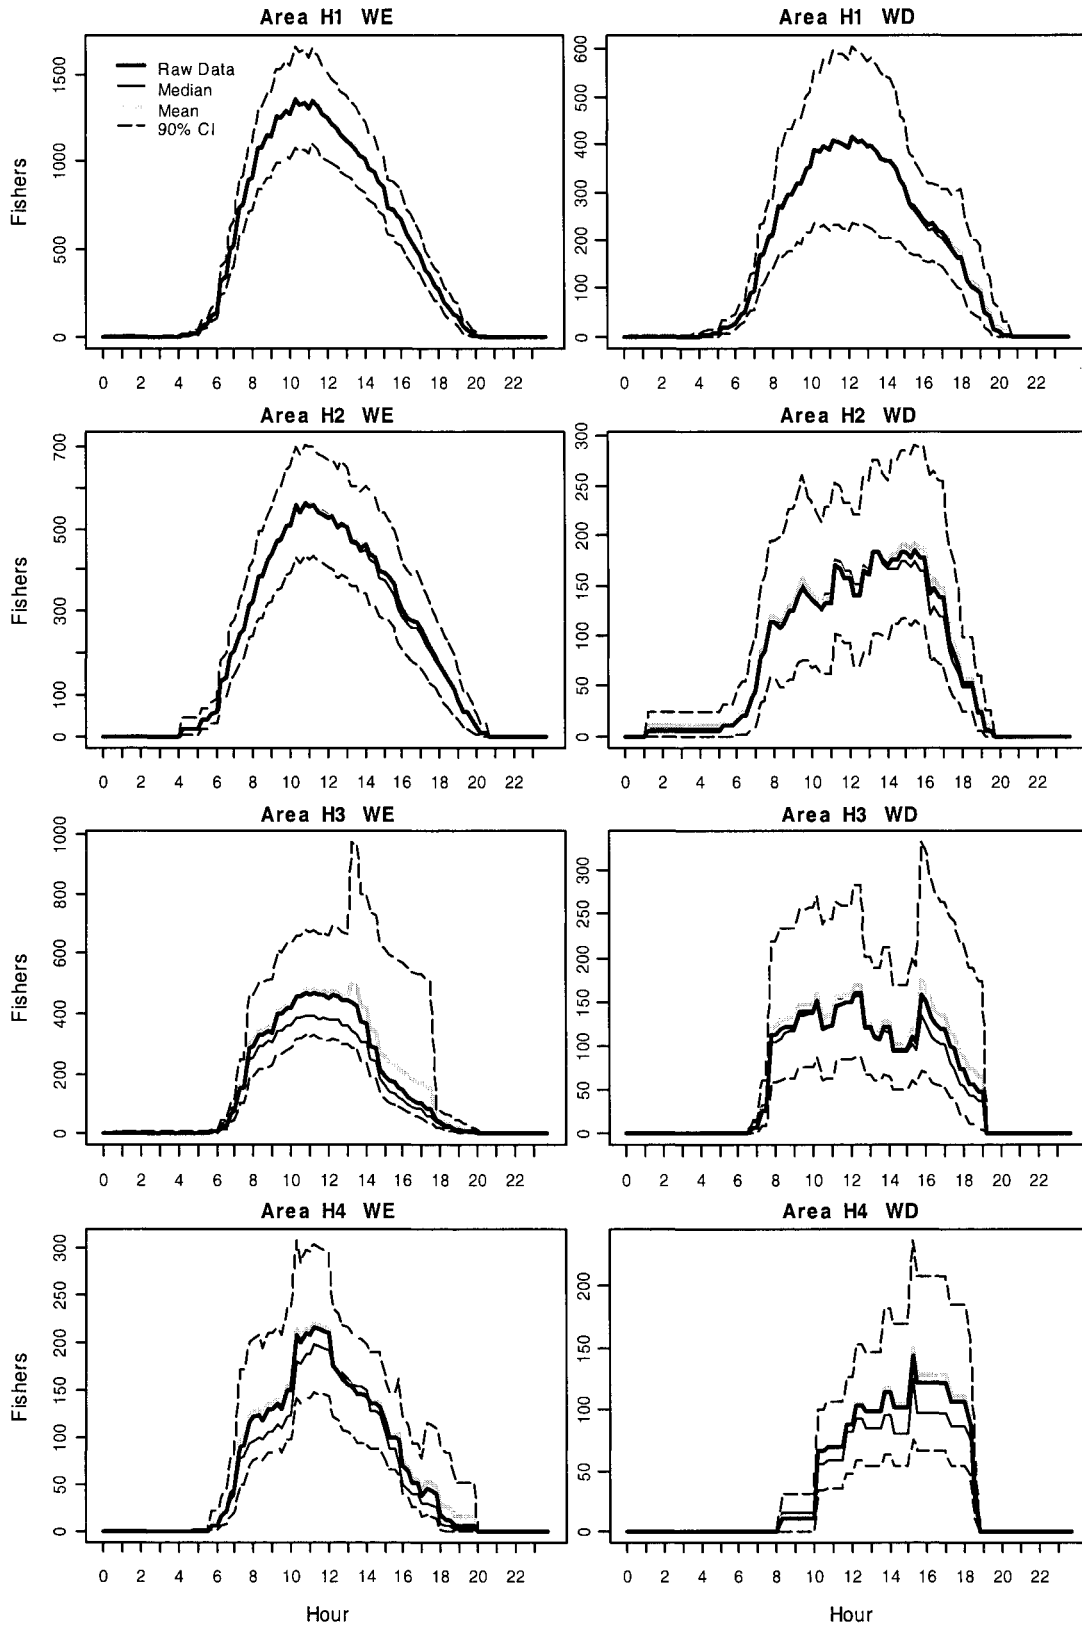 Area H1 WE
Area H1 WD
Raw Data
Median
Mean
90% CI
Fishers
0 500 1000 1500
0 2 4 6 8 10 12 14 16 18 20 22
0 100 200 300 400 500 600
0 2 4 6 8 10 12 14 16 18 20 22
Area H2 WE
Area H2 WD
Fishers
0 100 300 500 700
0 2 4 6 8 10 12 14 16 18 20 22
0 50 100 150 200 250 300
0 2 4 6 8 10 12 14 16 18 20 22
Area H3 WE
Area H3 WD
Fishers
0 200 400 600 800 1000
0 2 4 6 8 10 12 14 16 18 20 22
0 50 100 150 200 250 300
0 2 4 6 8 10 12 14 16 18 20 22
Area H4 WE
Area H4 WD
Fishers
0 50 100 150 200 250 300
0 2 4 6 8 10 12 14 16 18 20 22
0 50 100 150 200
0 2 4 6 8 10 12 14 16 18 20 22
Hour
Hour